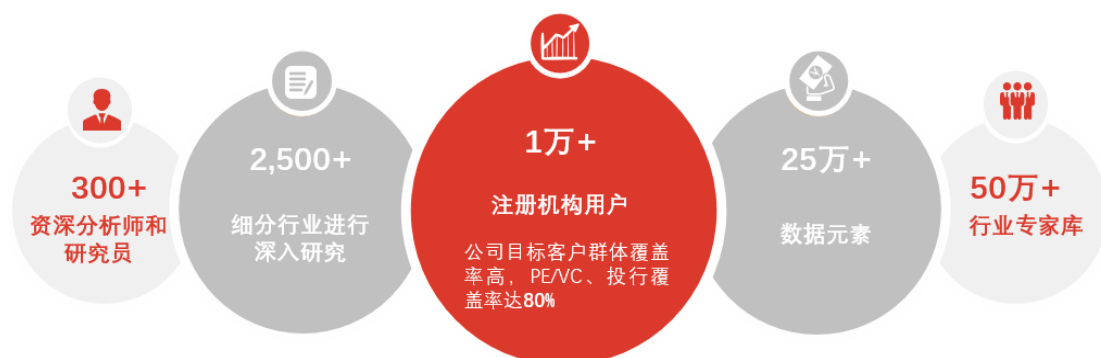 300+
资深分析师和
研究员
2,500+
细分行业进行
深入研究
1万+
注册机构用户
公司目标客户群体覆盖
率高，PE/VC、投行覆
盖率达80%
25万+
数据元素
50万+
行业专家库